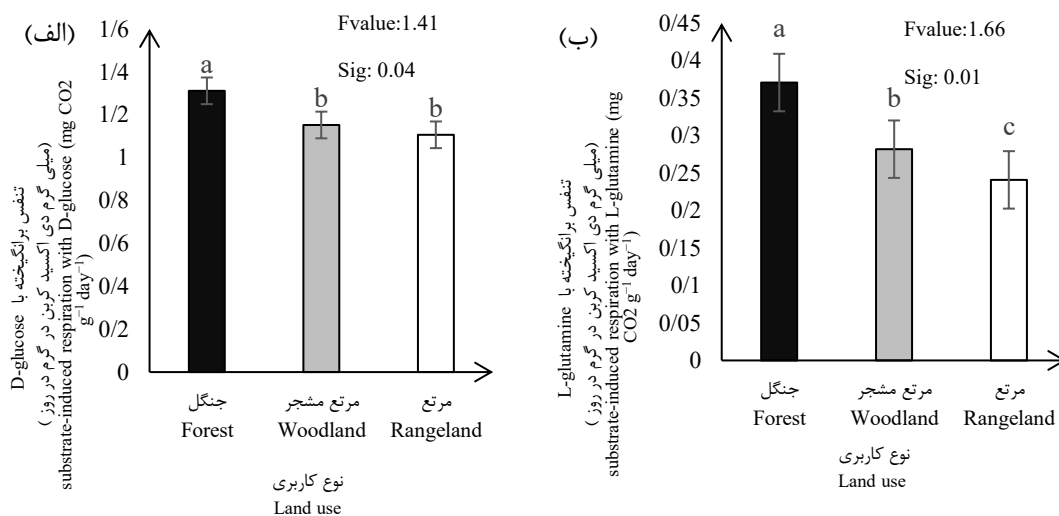 (الف)
Fvalue:1.41
Sig: 0.04
1/6
1/4
1/2
1
0/8
0/6
0/4
0/2
0
a
b
b
تنفس برانگیخته با D-glucose
(میلی گرم دی اکسید کربن در گرم در روز)
substrate-induced respiration with D-glucose (mg CO2
g⁻¹ day⁻¹)
جنگل
Forest
مرتع مشجر
Woodland
مرتع
Rangeland
نوع کاربری
Land use
(ب)
Fvalue:1.66
Sig: 0.01
0/45
0/4
0/35
0/3
0/25
0/2
0/15
0/1
0/05
0
a
b
c
تنفس برانگیخته با L-glutamine
(میلی گرم دی اکسید کربن در گرم در روز)
substrate-induced respiration with L-glutamine (mg
CO2 g⁻¹ day⁻¹)
جنگل
Forest
مرتع مشجر
Woodland
مرتع
Rangeland
نوع کاربری
Land use